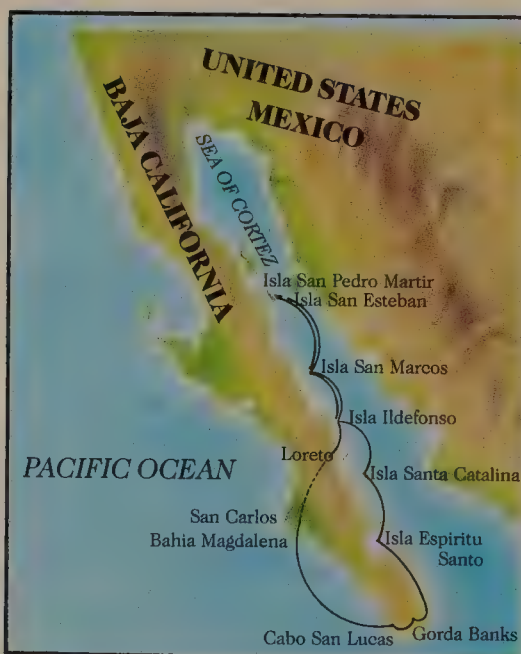 UNITED STATES
MEXICO
BAJA CALIFORNIA
SEA OF CORTEZ
Isla San Pedro Martir
Isla San Esteban
Isla San Marcos
Isla Ildefonso
Loreto
PACIFIC OCEAN
Isla Santa Catalina
San Carlos
Bahia Magdalena
Isla Espiritu
Santo
Cabo San Lucas
Gorda Banks